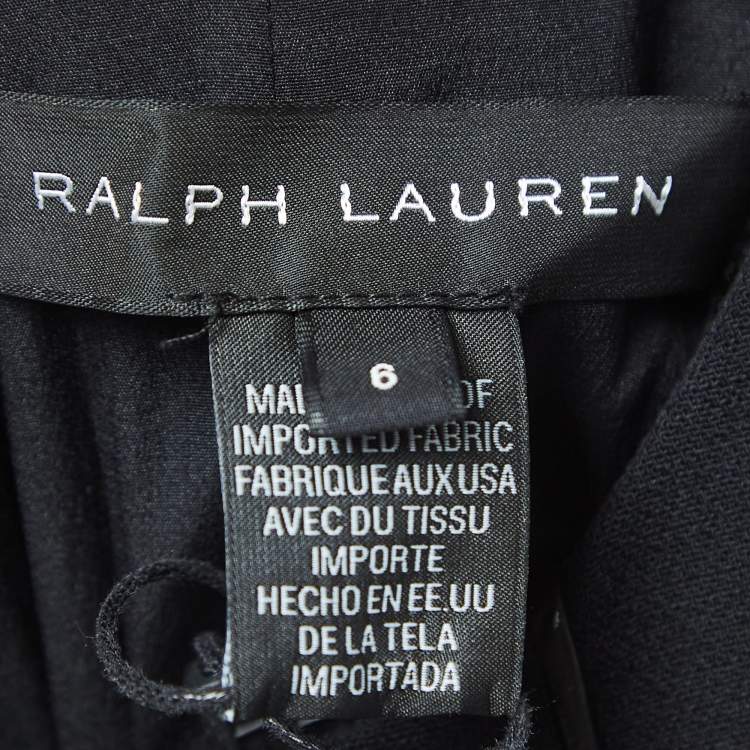 RALPH LAUREN
6
OF
IMPORTED FABRIC
FABRIQUE AUX USA
AVEC DU TISSU
IMPORTE
HECHO EN EE.UU
DE LA TELA
IMPORTADA